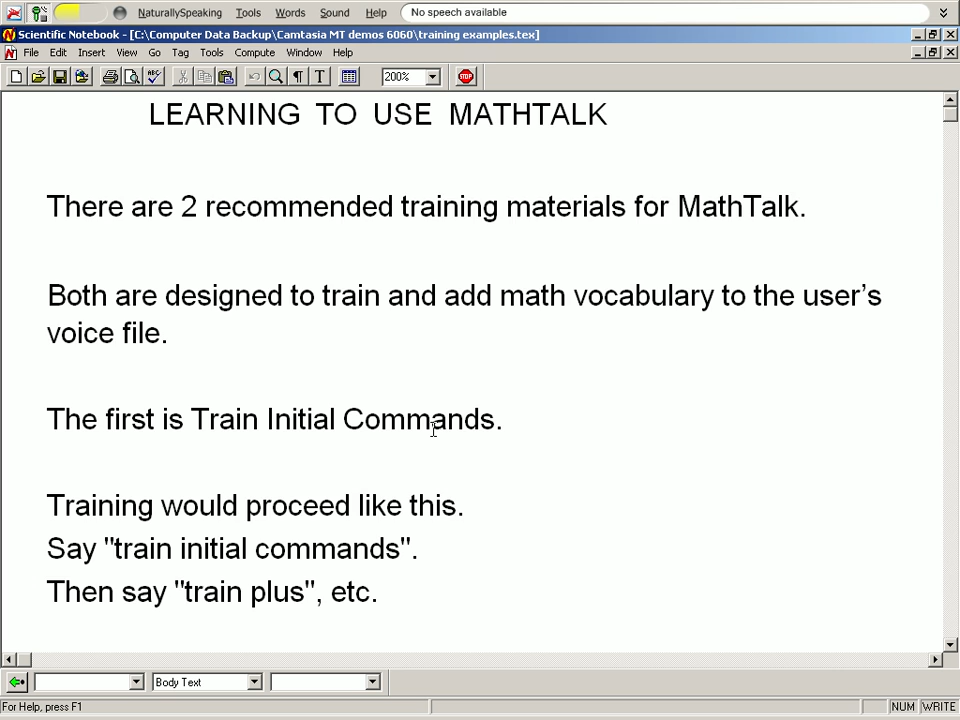 NaturallySpeaking Tools Words Sound Help No speech available
Scientific Notebook - [C:\Computer Data Backup\Camtasia MT demos 6060\training examples.tex]
File Edit Insert View Go Tag Tools Compute Window Help
ABC T 200% STOP
LEARNING TO USE MATHTALK
There are 2 recommended training materials for MathTalk.
Both are designed to train and add math vocabulary to the user's
voice file.
The first is Train Initial Commands.
Training would proceed like this.
Say "train initial commands".
Then say "train plus", etc.
Body Text
For Help, press F1 NUM WRITE